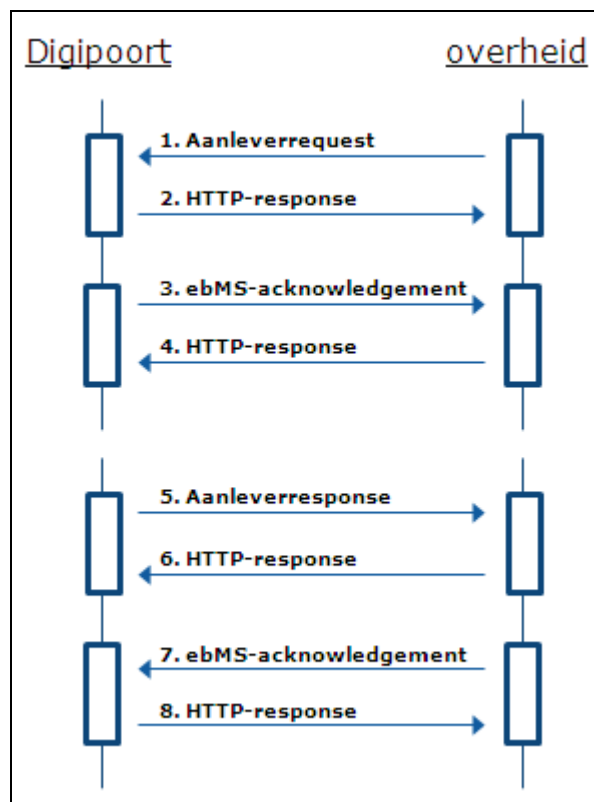 Digipoort overheid
1. Aanleverrequest
2. HTTP-response
3. ebMS-acknowledgement
4. HTTP-response
5. Aanleverresponse
6. HTTP-response
7. ebMS-acknowledgement
8. HTTP-response